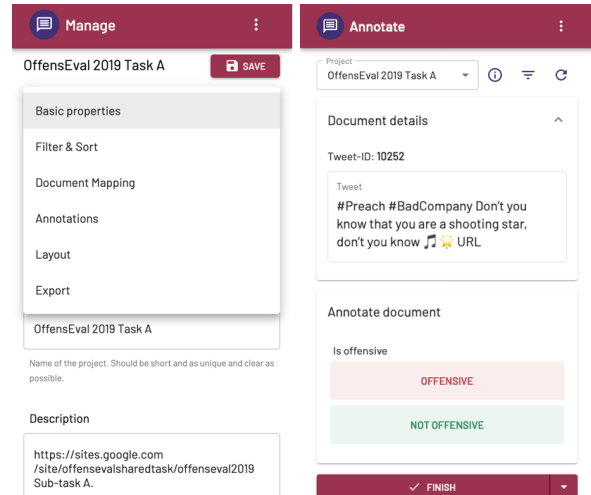 Manage
OffensEval 2019 Task A
SAVE
Basic properties
Filter & Sort
Document Mapping
Annotations
Layout
Export
OffensEval 2019 Task A
Name of the project. Should be short and as unique and clear as
possible.
Description
https://sites.google.com
/site/offensevalsharedtask/offenseval2019
Sub-task A.
Annotate
Project
OffensEval 2019 Task A
Document details
Tweet-ID: 10252
Tweet
#Preach #BadCompany Don't you
know that you are a shooting star,
don't you know 🎵 🌟 URL
Annotate document
Is offensive
OFFENSIVE
NOT OFFENSIVE
FINISH